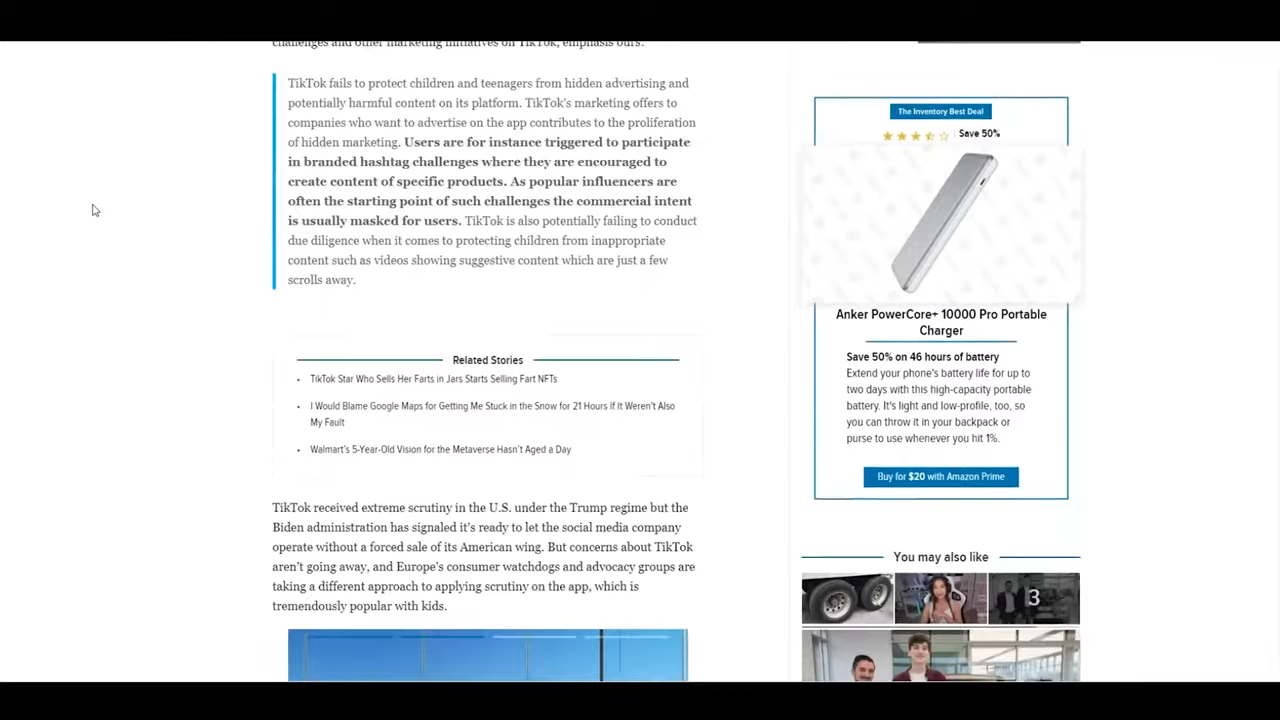 challenges and other marketing initiatives on TikTok, emphasis ours:
TikTok fails to protect children and teenagers from hidden advertising and
potentially harmful content on its platform. TikTok's marketing offers to
companies who want to advertise on the app contributes to the proliferation
of hidden marketing. Users are for instance triggered to participate
in branded hashtag challenges where they are encouraged to
create content of specific products. As popular influencers are
often the starting point of such challenges the commercial intent
is usually masked for users. TikTok is also potentially failing to conduct
due diligence when it comes to protecting children from inappropriate
content such as videos showing suggestive content which are just a few
scrolls away.
Related Stories
• TikTok Star Who Sells Her Farts in Jars Starts Selling Fart NFTs
• I Would Blame Google Maps for Getting Me Stuck in the Snow for 21 Hours If It Weren't Also
My Fault
• Walmart's 5-Year-Old Vision for the Metaverse Hasn't Aged a Day
TikTok received extreme scrutiny in the U.S. under the Trump regime but the
Biden administration has signaled it's ready to let the social media company
operate without a forced sale of its American wing. But concerns about TikTok
aren't going away, and Europe's consumer watchdogs and advocacy groups are
taking a different approach to applying scrutiny on the app, which is
tremendously popular with kids.
The Inventory Best Deal
Save 50%
Anker PowerCore+ 10000 Pro Portable
Charger
Save 50% on 46 hours of battery
Extend your phone's battery life for up to
two days with this high-capacity portable
battery. It's light and low-profile, too, so
you can throw it in your backpack or
purse to use whenever you hit 1%.
Buy for $20 with Amazon Prime
You may also like
3